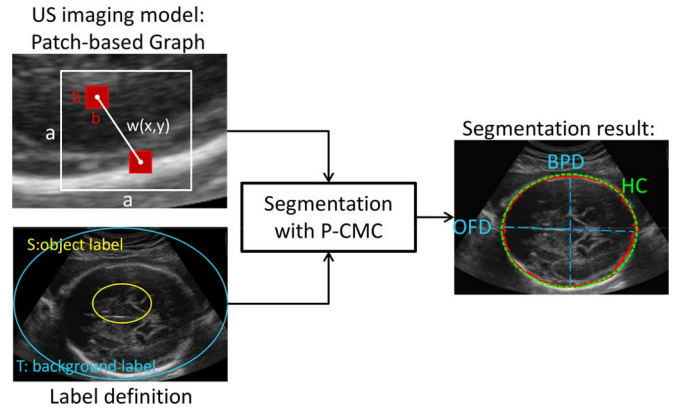 US imaging model:
Patch-based Graph
b
b
w(x,y)
a
a
S:object label
T: background label
Label definition
Segmentation
with P-CMC
Segmentation result:
BPD
HC
OFD